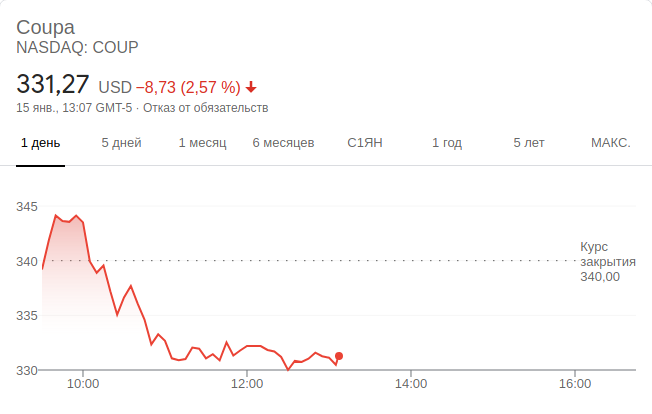 Coupa
NASDAQ: COUP
331,27 USD −8,73 (2,57 %)
15 янв., 13:07 GMT-5 · Отказ от обязательств
1 день 5 дней 1 месяц 6 месяцев С1ЯН 1 год 5 лет МАКС.
345
340
335
330
Курс
закрытия
340,00
10:00 12:00 14:00 16:00